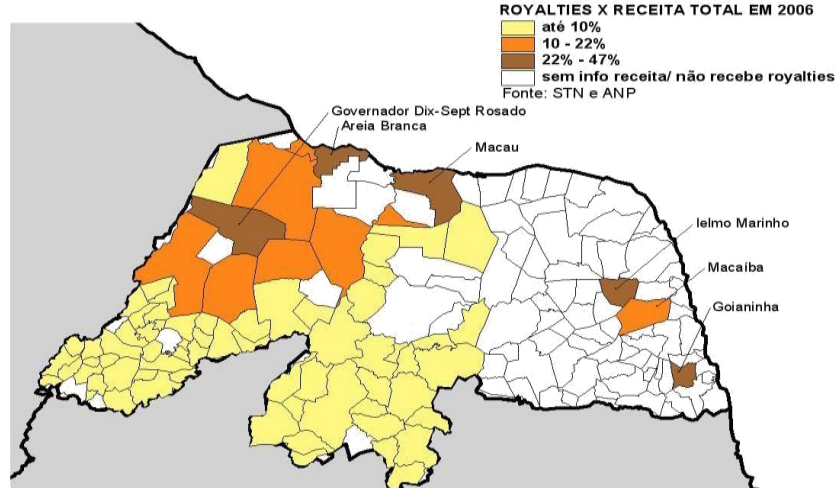 ROYALTIES X RECEITA TOTAL EM 2006
até 10%
10 - 22%
22% - 47%
sem info receita/ não recebe royalties
Fonte: STN e ANP
Governador Dix-Sept Rosado
Areia Branca
Macau
Ielmo Marinho
Macaíba
Goianinha